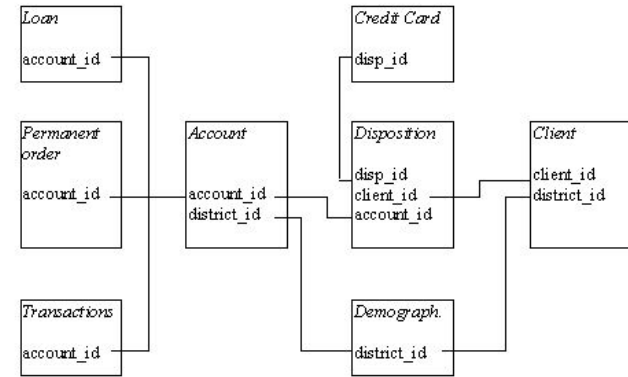 Loan
account_id
Credit Card
disp_id
Permanent
order
account_id
Account
account_id
district_id
Disposition
disp_id
client_id
account_id
Client
client_id
district_id
Transactions
account_id
Demograph.
district_id